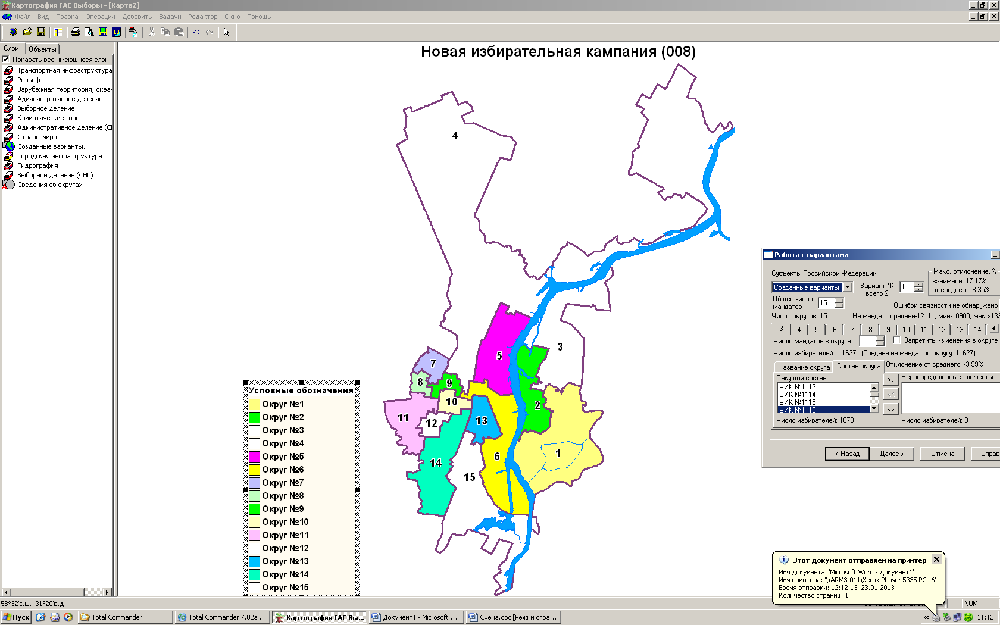 Картография ГАС Выборы - [Карта2]
Файл Вид Правка Операции Добавить Задачи Редактор Окно Помощь
Слои Объекты
Показать все имеющиеся слои
Транспортная инфраструктура
Рельеф
Зарубежная территория, океан
Административное деление
Выборное деление
Климатические зоны
Административное деление (СН
Страны мира
Созданные варианты.
Городская инфраструктура
Гидрография
Выборное деление (СНГ)
Сведения об округах
Новая избирательная кампания (008)
4
3
5
7
8
9
10
2
11
12
13
1
6
14
15
Условные обозначения
Округ №1
Округ №2
Округ №3
Округ №4
Округ №5
Округ №6
Округ №7
Округ №8
Округ №9
Округ №10
Округ №11
Округ №12
Округ №13
Округ №14
Округ №15
Работа с вариантами
Субъекты Российской Федерации
Созданные варианты
Вариант №
всего 2
1
Макс. отклонение, %
взаимное: 17.17%
от среднего: 8.35%
Общее число
мандатов
15
Ошибок связности не обнаружено
Число округов: 15 На мандат: среднее-12111, мин-10900, макс-133
3 4 5 6 7 8 9 10 11 12 13 14
Число мандатов в округе: 1 Запретить изменения в округе
Число избирателей : 11627. (Среднее на мандат по округу: 11627)
Название округа Состав округа Отклонение от среднего: -3.99%
Текущий состав
УИК №1113
УИК №1114
УИК №1115
УИК №1116
>>
<<
<>
Нераспределенные элементы
Число избирателей: 1079 Число избирателей: 0
< Назад Далее > Отмена Справ
Этот документ отправлен на принтер
Имя документа: 'Microsoft Word - Документ1'
Имя принтера: '\\ARM3-011\Xerox Phaser 5335 PCL 6'
Время отправки: 12:12:13 23.01.2013
Количество страниц: 1
58°32'с.ш. 31°20'в.д.
NUM
Пуск Total Commander Total Commander 7.02a ... Картография ГАС Вы... Документ1 - Microsoft ... Схема.doc [Режим огра... « 11:12